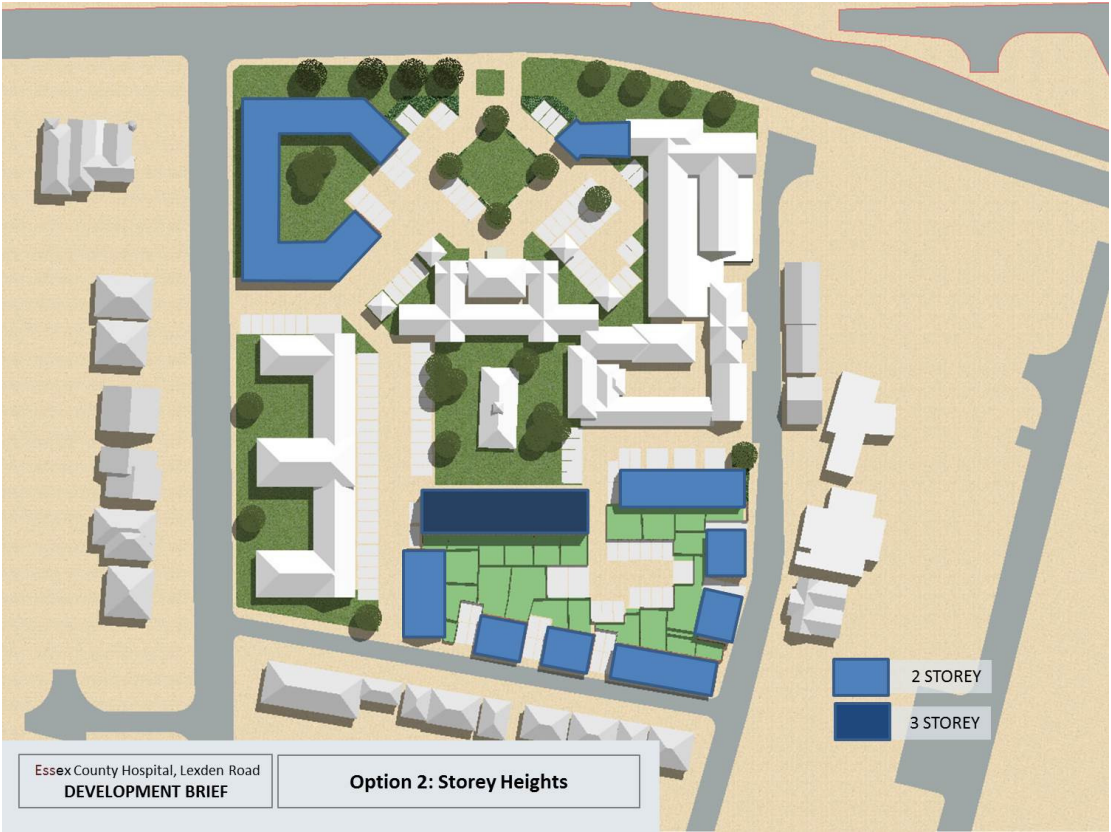 2 STOREY
3 STOREY
Essex County Hospital, Lexden Road
DEVELOPMENT BRIEF
Option 2: Storey Heights